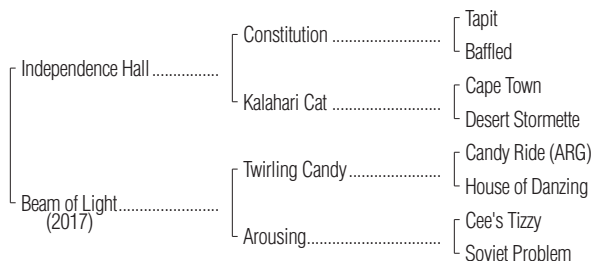 Tapit
Constitution
Baffled
Independence Hall
Cape Town
Kalahari Cat
Desert Stormette
Candy Ride (ARG)
Twirling Candy
House of Danzing
Beam of Light
(2017)
Cee's Tizzy
Arousing
Soviet Problem